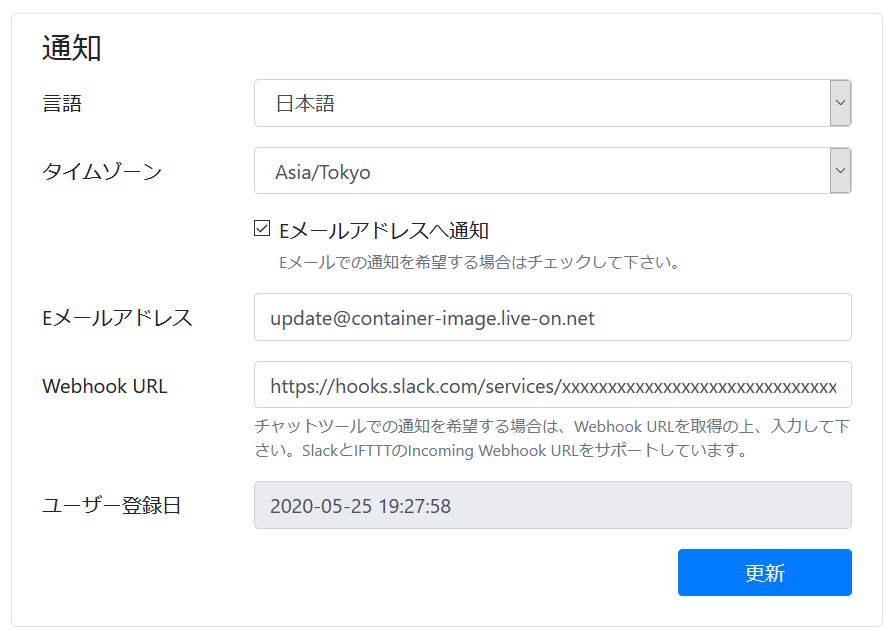 通知
言語
日本語
タイムゾーン
Asia/Tokyo
Eメールアドレスへ通知
Eメールでの通知を希望する場合はチェックして下さい。
Eメールアドレス
update@container-image.live-on.net
Webhook URL
https://hooks.slack.com/services/xxxxxxxxxxxxxxxxxxxxxxxxxxxxxx
チャットツールでの通知を希望する場合は、Webhook URLを取得の上、入力して下
さい。SlackとIFTTTのIncoming Webhook URLをサポートしています。
ユーザー登録日
2020-05-25 19:27:58
更新